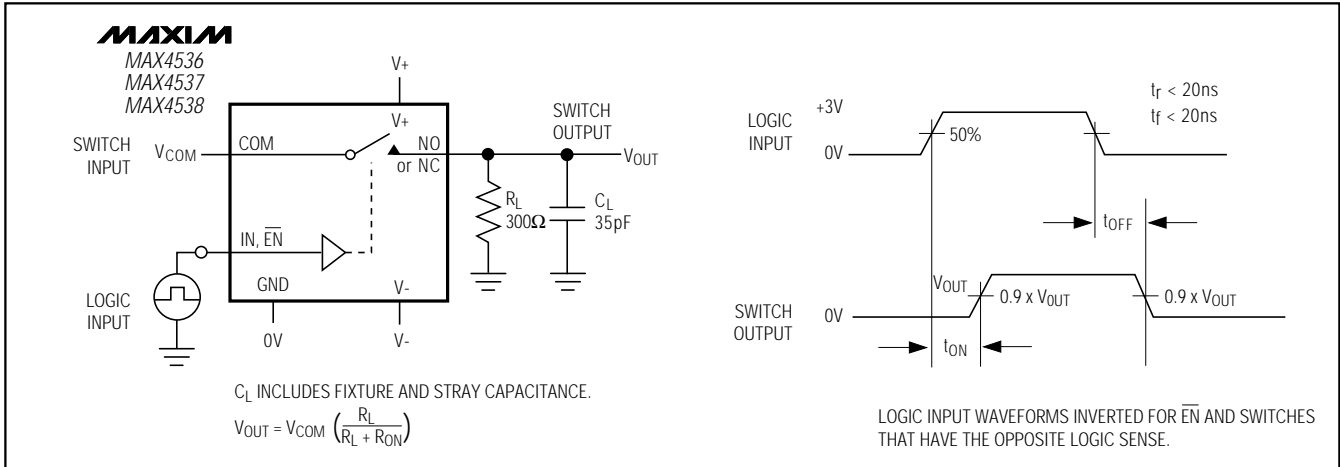 MAXIM
MAX4536
MAX4537
MAX4538
V+
V+
SWITCH
INPUT
VCOM
COM
NO
or NC
SWITCH
OUTPUT
VOUT
RL
300Ω
CL
35pF
IN, E̅N̅
LOGIC
INPUT
GND
0V
V-
V-
CL INCLUDES FIXTURE AND STRAY CAPACITANCE.
VOUT = VCOM (RL / RL + RON)
LOGIC
INPUT
+3V
0V
50%
tr < 20ns
tf < 20ns
tOFF
SWITCH
OUTPUT
VOUT
0V
0.9 x VOUT
0.9 x VOUT
tON
LOGIC INPUT WAVEFORMS INVERTED FOR E̅N̅ AND SWITCHES
THAT HAVE THE OPPOSITE LOGIC SENSE.